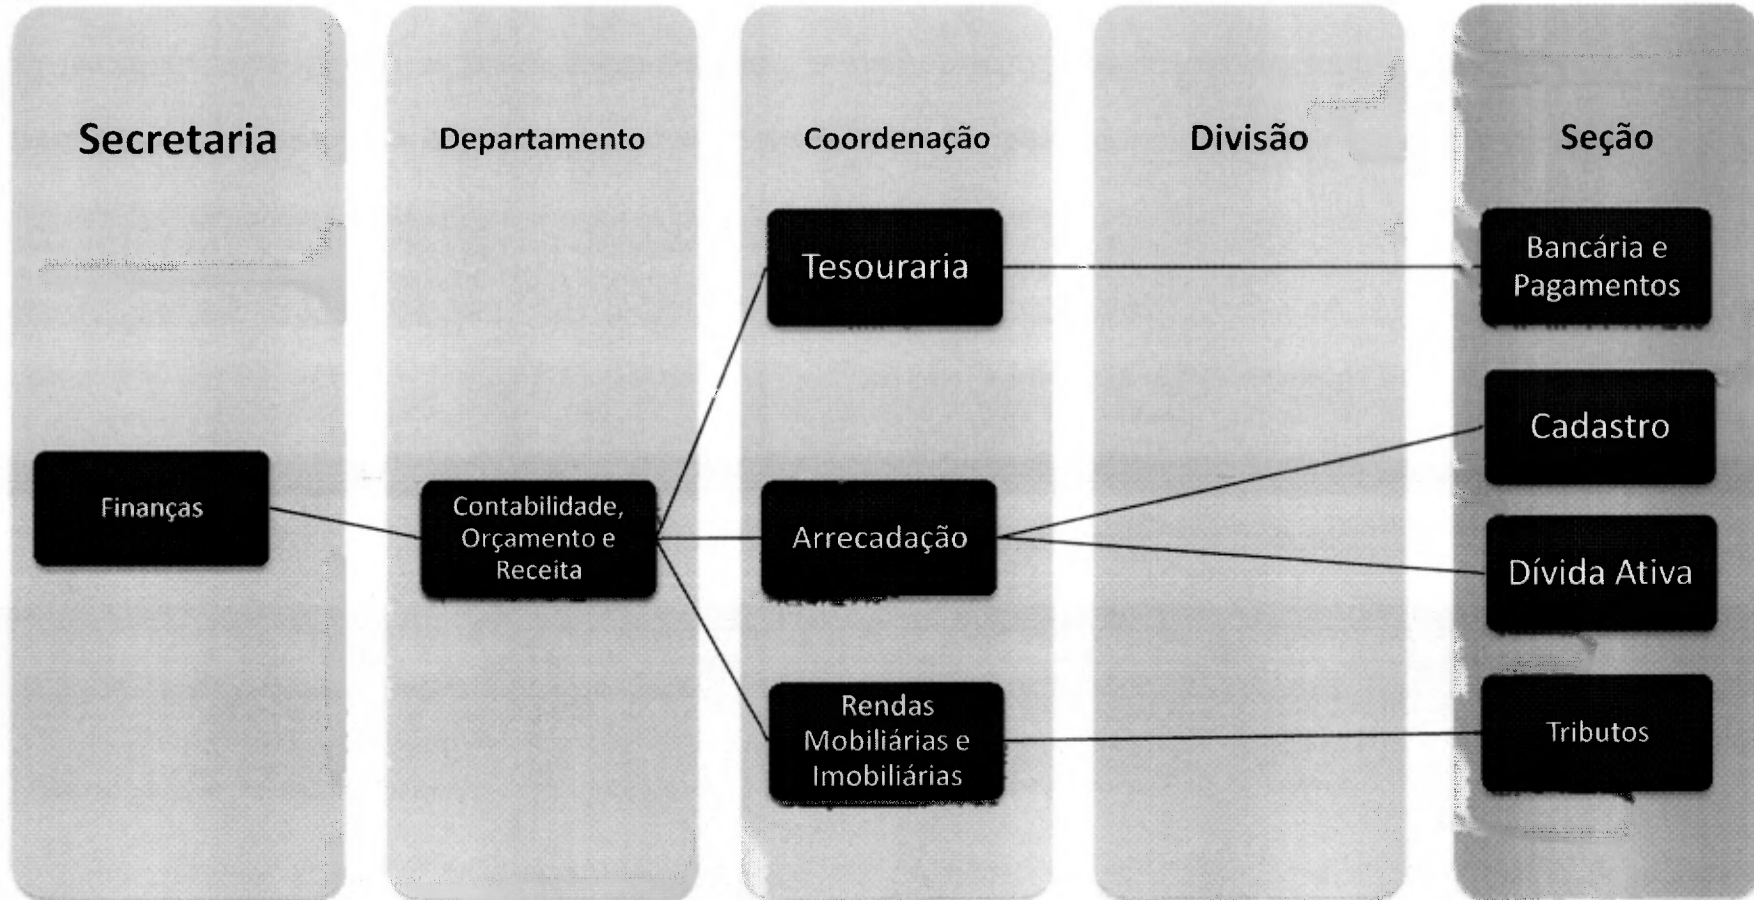 Secretaria
Departamento
Coordenação
Divisão
Seção
Finanças
Contabilidade,
Orçamento e
Receita
Tesouraria
Arrecadação
Rendas
Mobiliárias e
Imobiliárias
Bancária e
Pagamentos
Cadastro
Dívida Ativa
Tributos